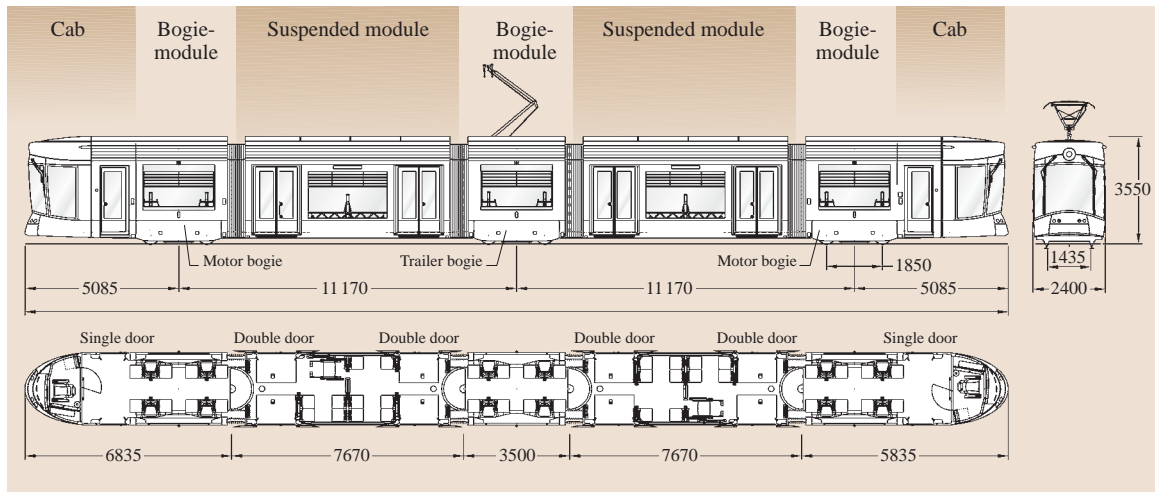 Cab Bogie- Suspended module Bogie- Suspended module Bogie- Cab
module module module
3550
Motor bogie Trailer bogie Motor bogie 1850 1435
5085 11 170 11 170 5085 2400
Single door Double door Double door Double door Double door Single door
6835 7670 3500 7670 5835